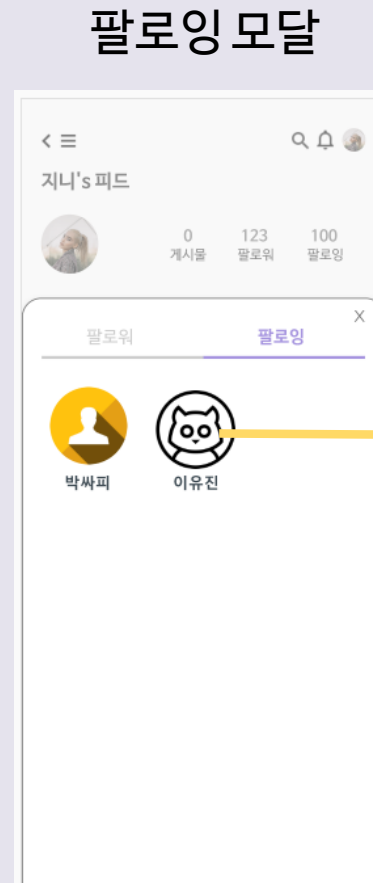 팔로잉 모달
지니's 피드
0 123 100
게시물 팔로워 팔로잉
X
팔로워 팔로잉
박싸피 이유진